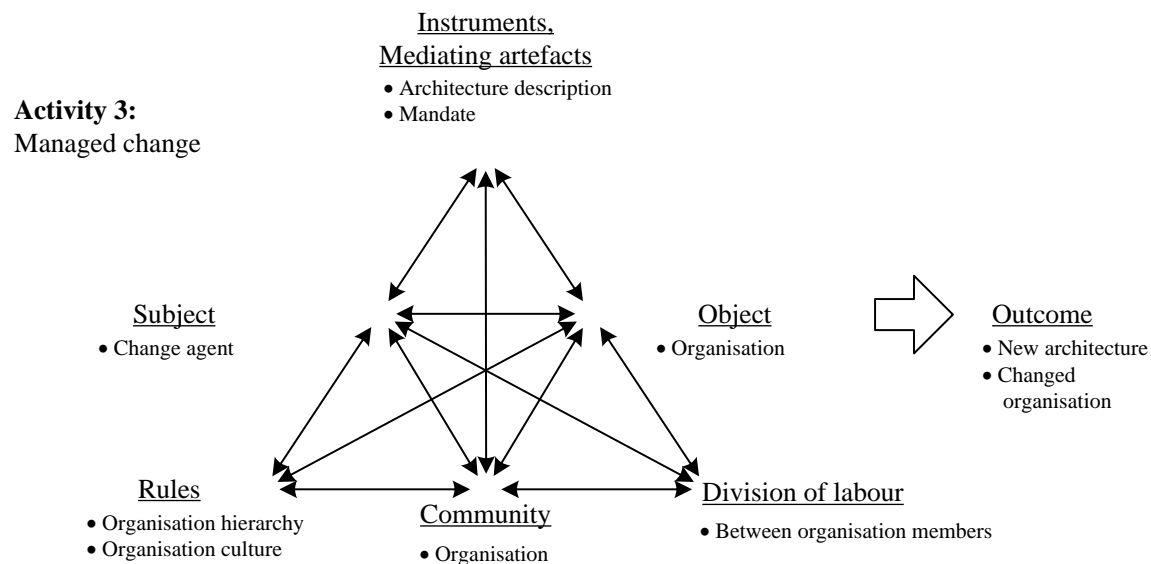 Instruments,
Mediating artefacts
• Architecture description
• Mandate
Activity 3:
Managed change
Subject
• Change agent
Object
• Organisation
Outcome
• New architecture
• Changed
organisation
Rules
• Organisation hierarchy
• Organisation culture
Community
• Organisation
Division of labour
• Between organisation members